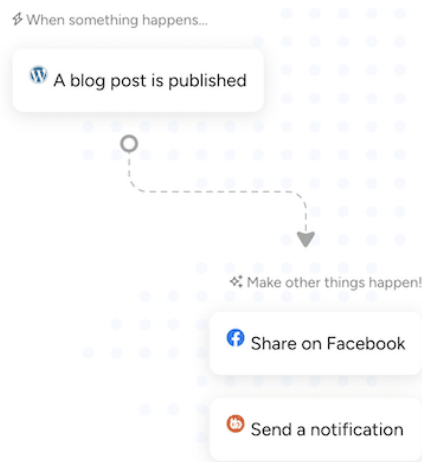 When something happens...
A blog post is published
Make other things happen!
Share on Facebook
Send a notification